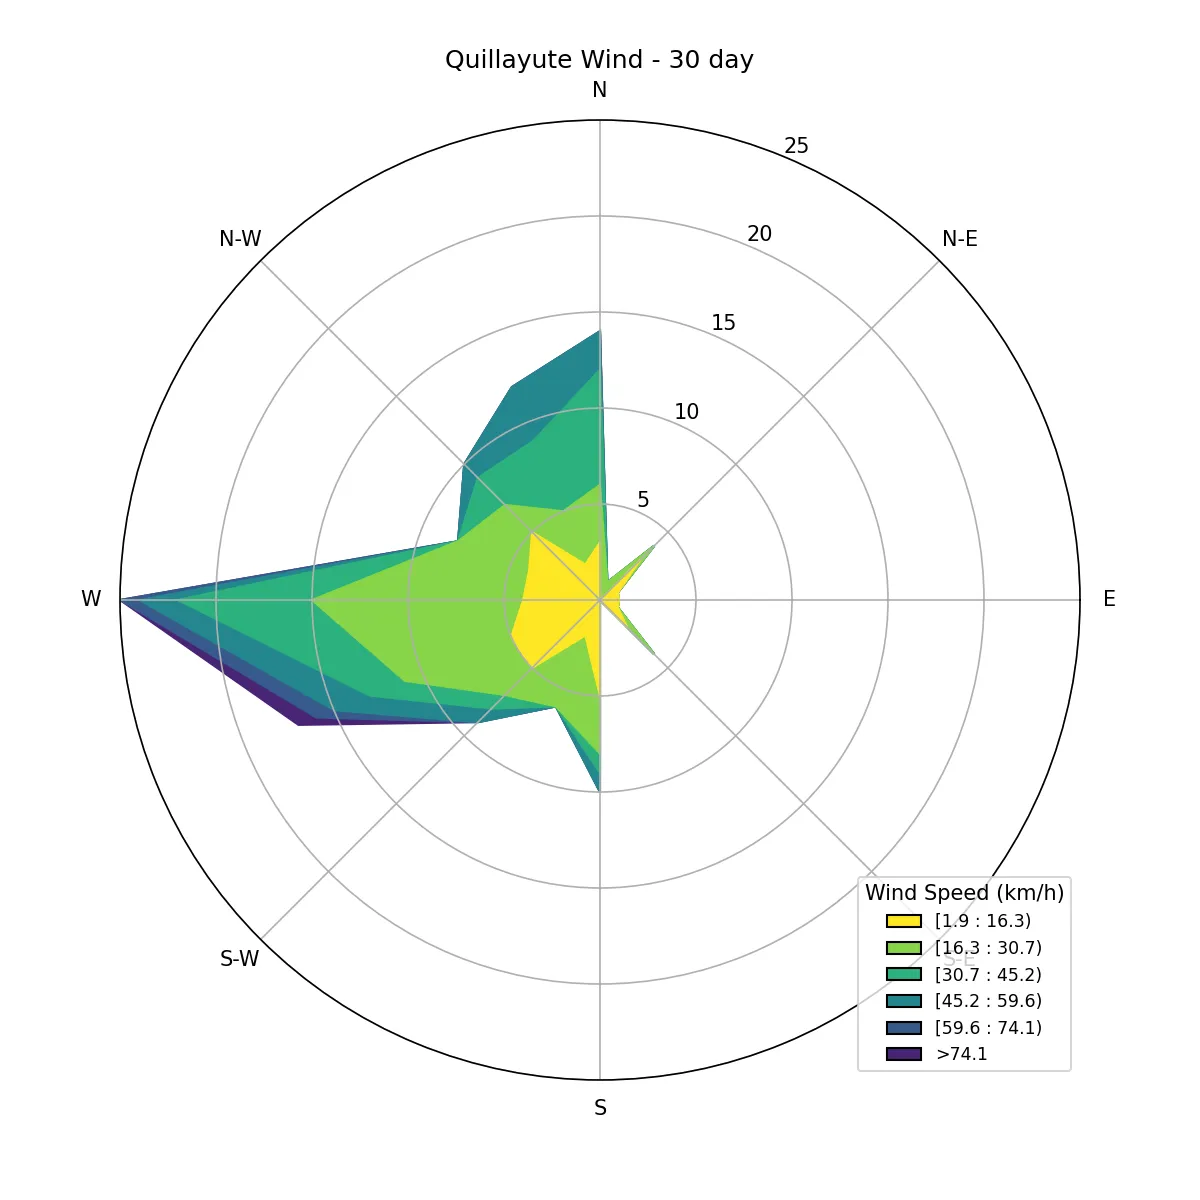 Quillayute Wind - 30 day
N
25
N-W
N-E
20
15
10
5
W
E
S-W
S-E
S
Wind Speed (km/h)
[1.9 : 16.3)
[16.3 : 30.7)
[30.7 : 45.2)
[45.2 : 59.6)
[59.6 : 74.1)
>74.1